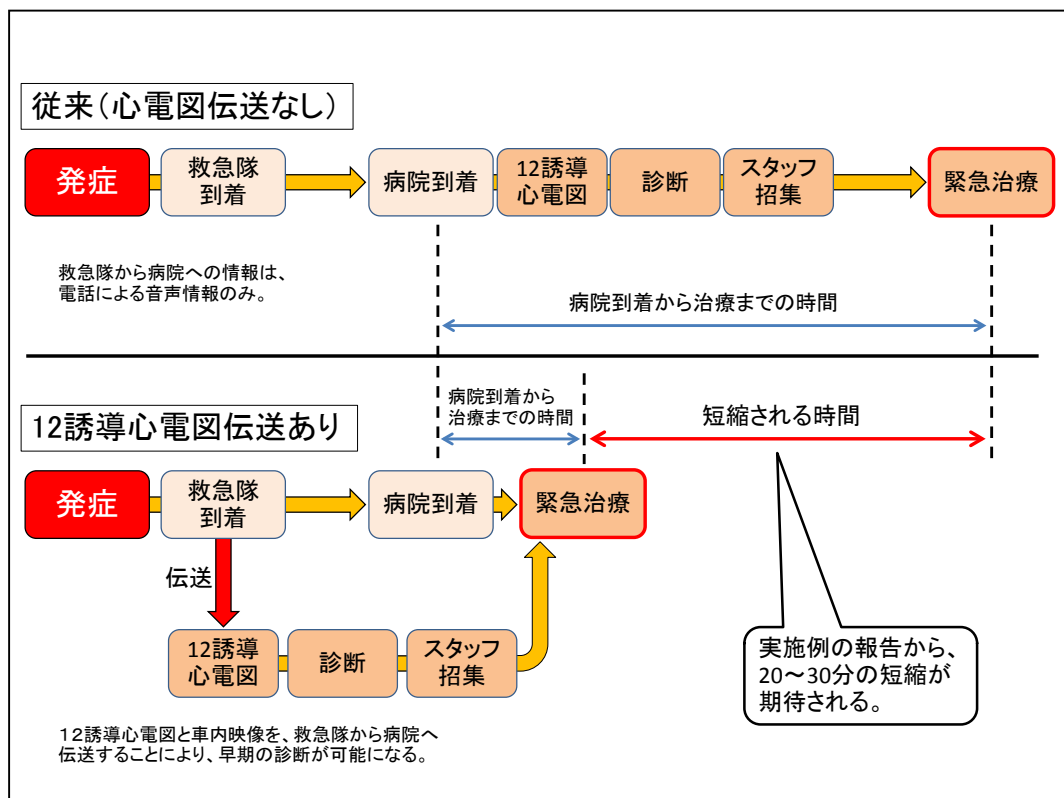 従来(心電図伝送なし)
発症
救急隊
到着
病院到着
12誘導
心電図
診断
スタッフ
招集
緊急治療
救急隊から病院への情報は、
電話による音声情報のみ。
病院到着から治療までの時間
12誘導心電図伝送あり
病院到着から
治療までの時間
短縮される時間
発症
救急隊
到着
病院到着
緊急治療
伝送
12誘導
心電図
診断
スタッフ
招集
実施例の報告から、
20~30分の短縮が
期待される。
12誘導心電図と車内映像を、救急隊から病院へ
伝送することにより、早期の診断が可能になる。